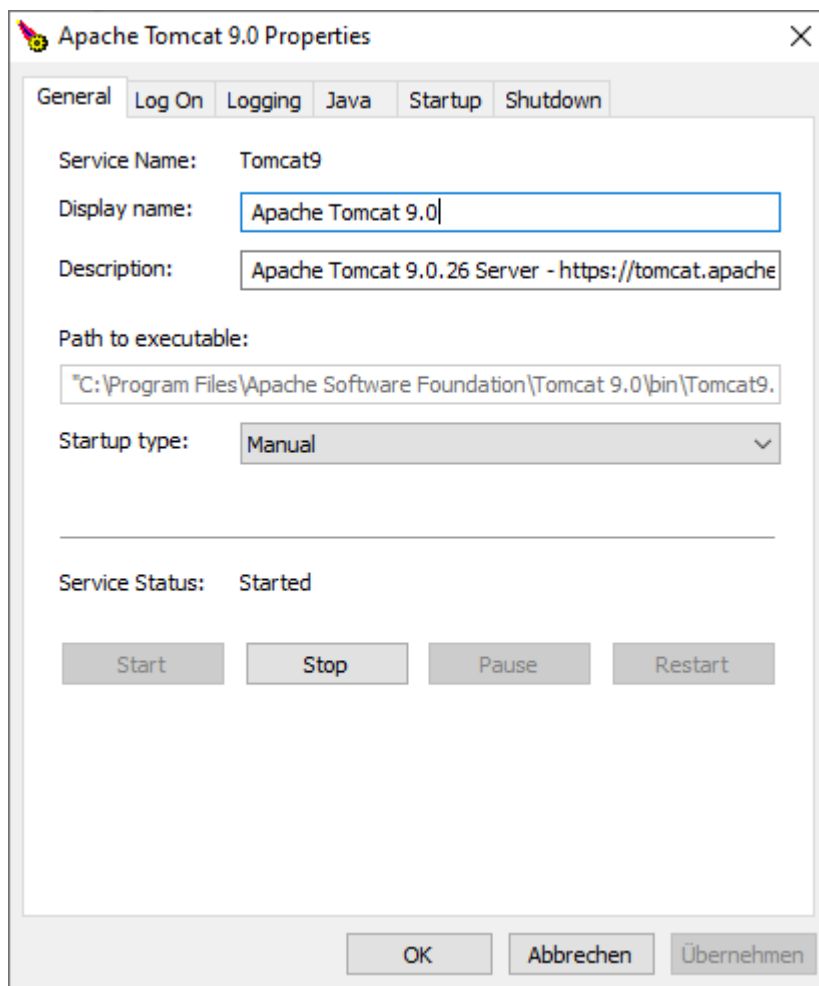 Apache Tomcat 9.0 Properties
General Log On Logging Java Startup Shutdown
Service Name: Tomcat9
Display name: Apache Tomcat 9.0
Description: Apache Tomcat 9.0.26 Server - https://tomcat.apache
Path to executable:
"C:\Program Files\Apache Software Foundation\Tomcat 9.0\bin\Tomcat9.
Startup type: Manual
Service Status: Started
Start Stop Pause Restart
OK Abbrechen Übernehmen